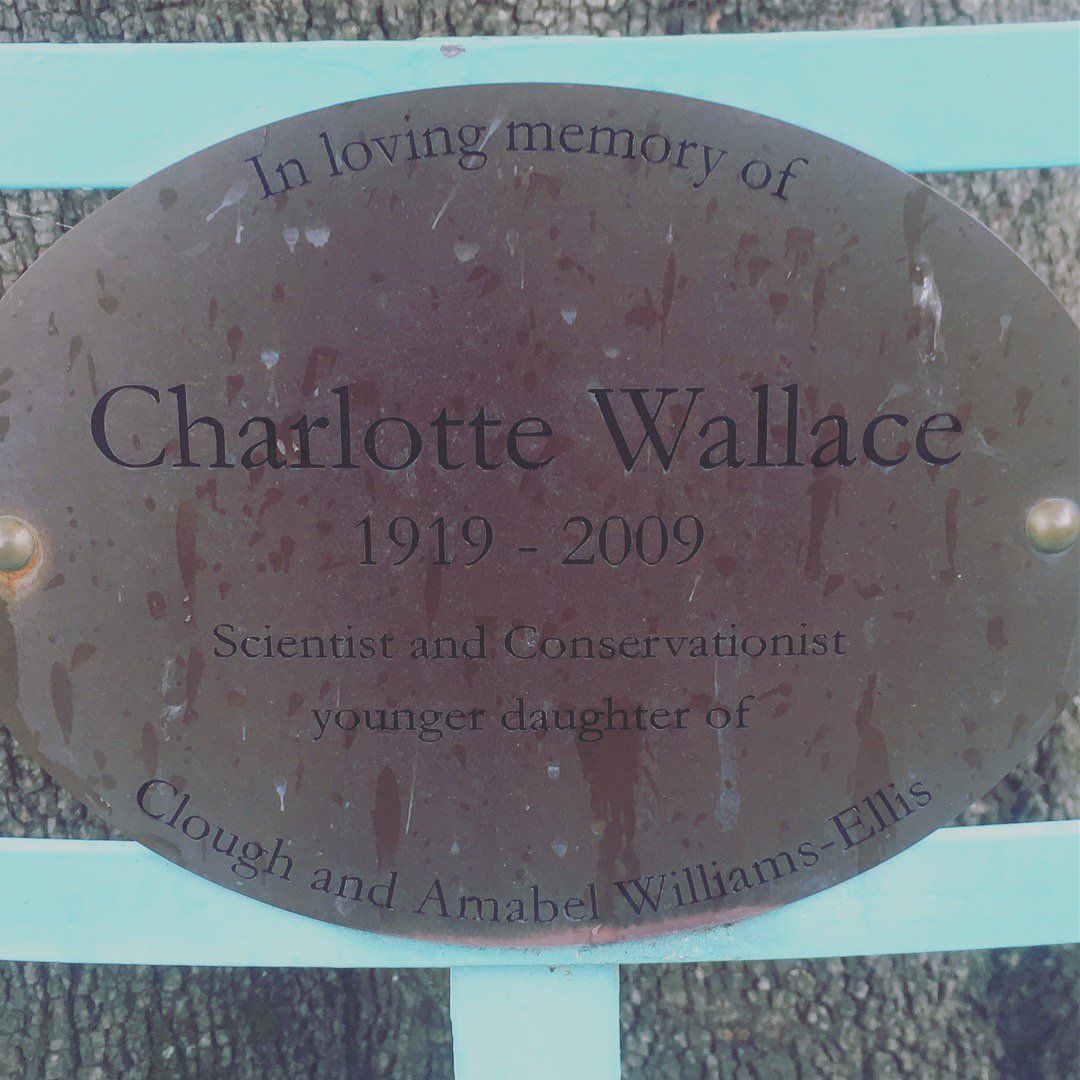 In loving memory of
Charlotte Wallace
1919 - 2009
Scientist and Conservationist
younger daughter of
Clough and Amabel Williams-Ellis